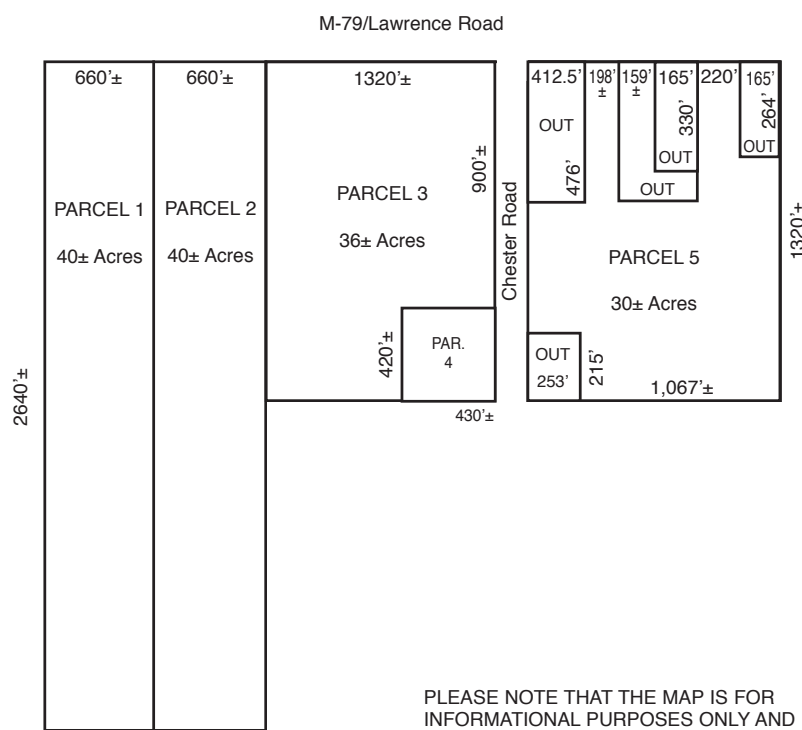 M-79/Lawrence Road
660’±
660’±
1320’±
412.5’
198’
±
159’
±
165’
220’
165’
OUT
330’
OUT
264’
OUT
476’
OUT
900’±
Chester Road
1320’±
PARCEL 1
40± Acres
PARCEL 2
40± Acres
PARCEL 3
36± Acres
PARCEL 5
30± Acres
2640’±
420’±
PAR.
4
430’±
OUT
253’
215’
1,067’±
PLEASE NOTE THAT THE MAP IS FOR
INFORMATIONAL PURPOSES ONLY AND